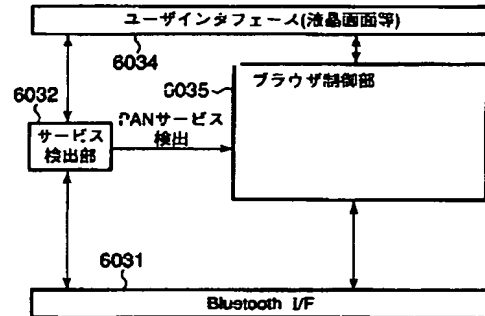 ユーザインタフェース(液晶画面等)
6034
6032
6035
ブラウザ制御部
サービス
検出部
PANサービス
検出
6031
Bluetooth I/F